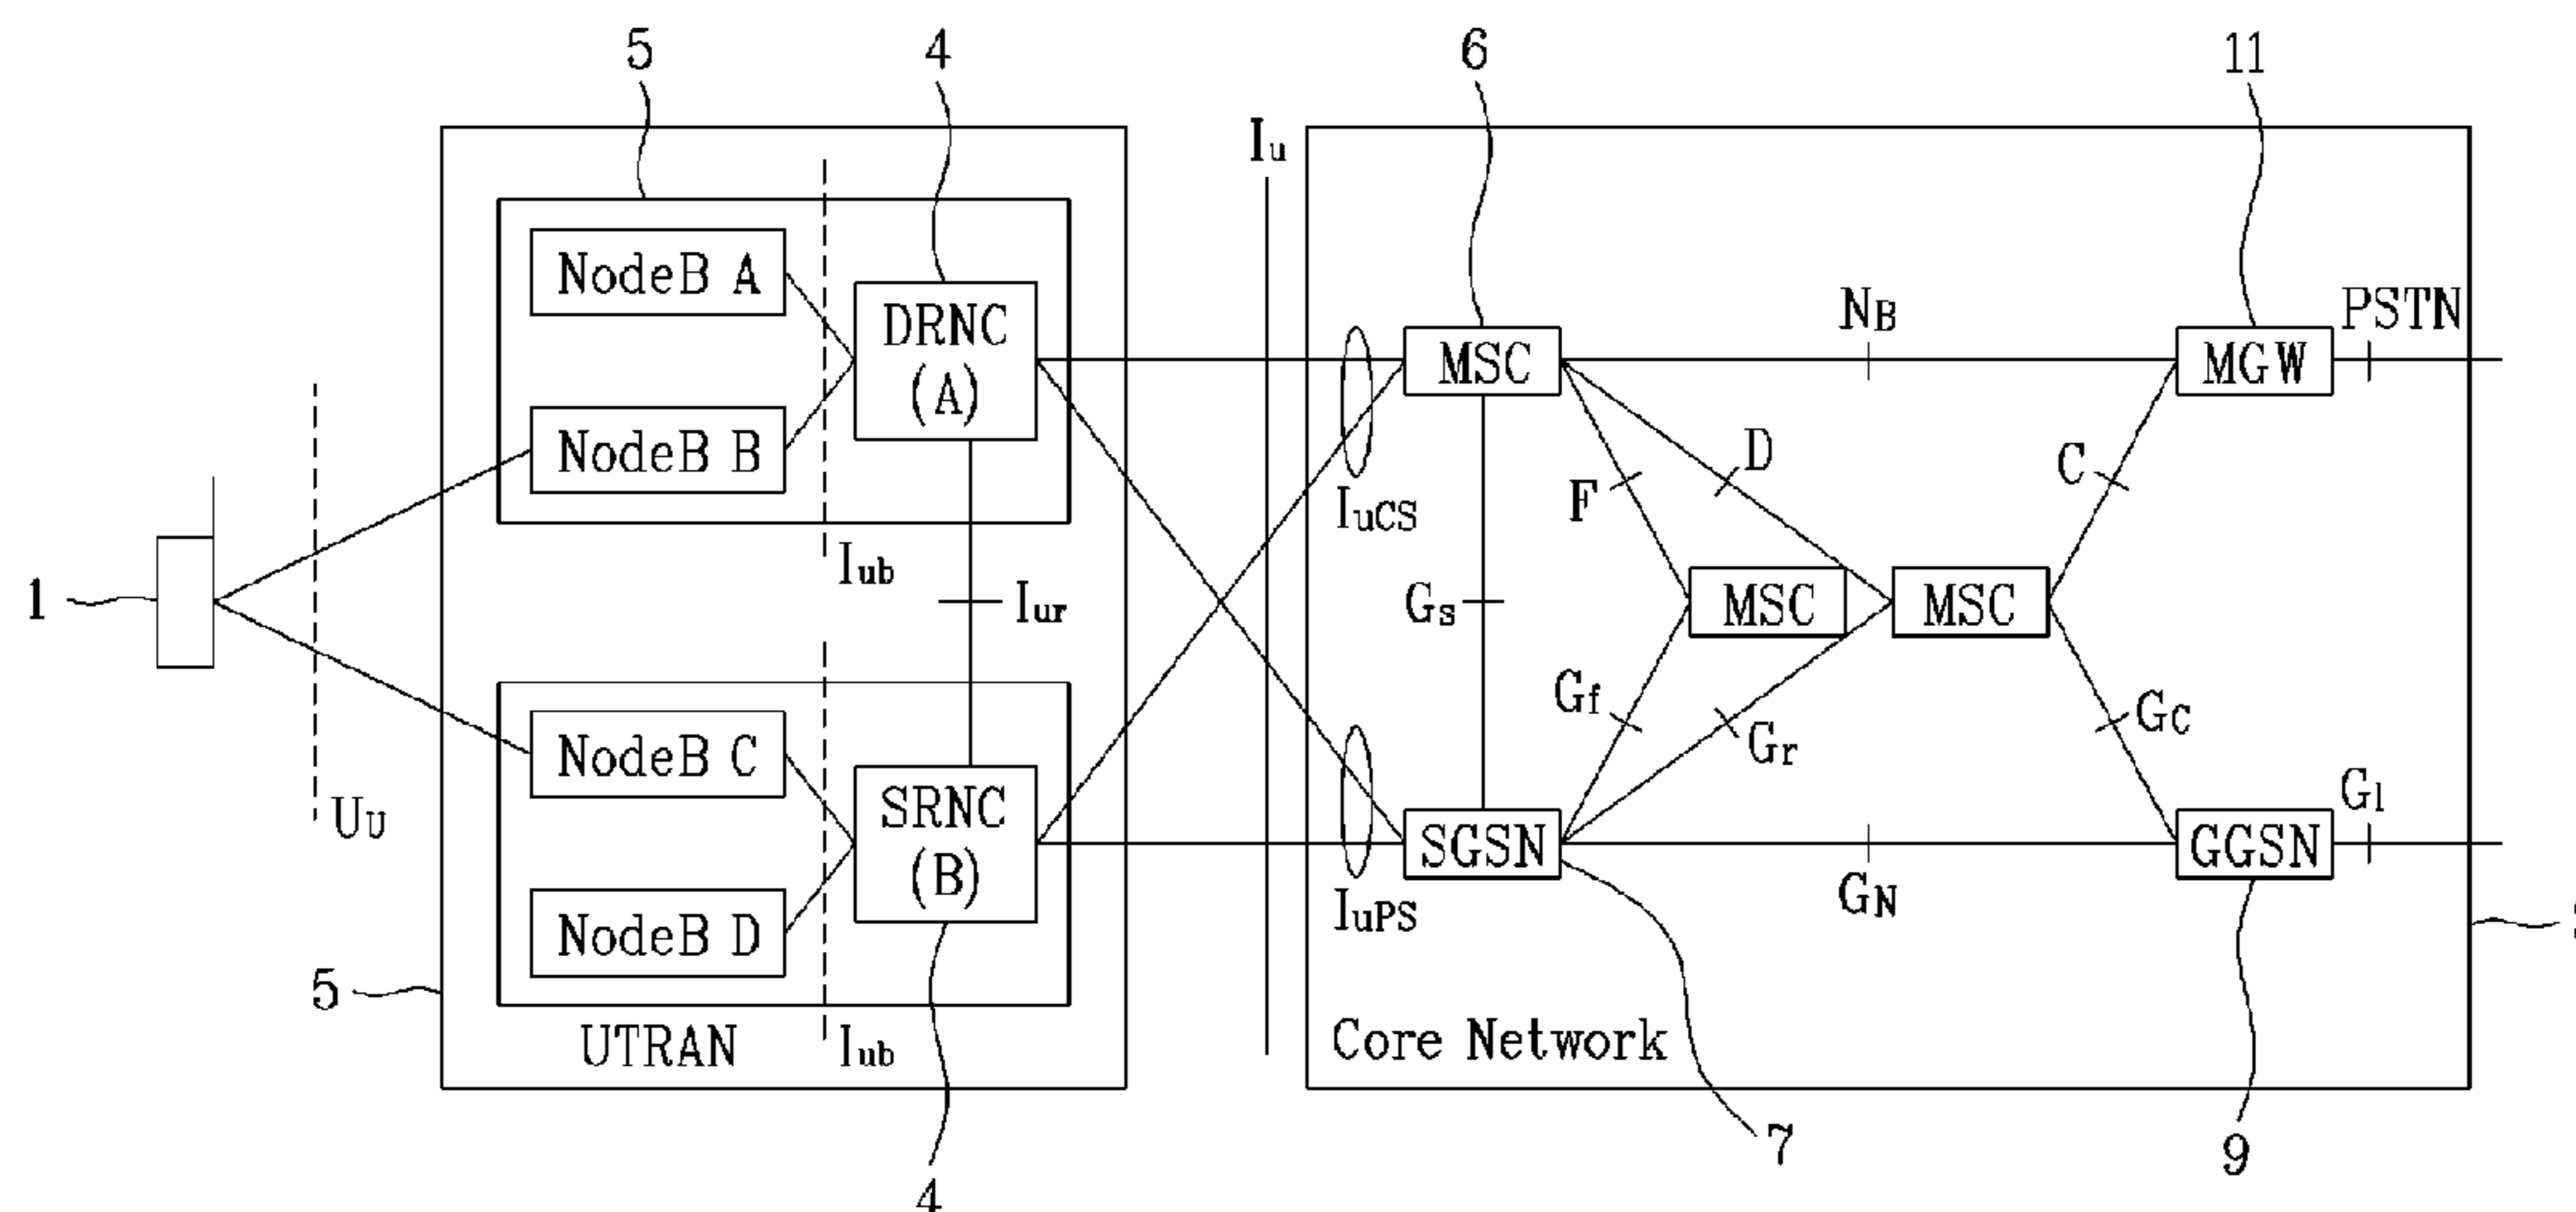 5
4
6
11
Iu
NodeB A
DRNC
(A)
NB
PSTN
MSC
MGW
NodeB B
D
C
F
IuCS
Iub
1
Iur
Gs
MSC
MSC
Gf
Gr
GC
NodeB C
UU
SRNC
(B)
Gl
SGSN
GGSN
GN
IuPS
NodeB D
5
UTRAN
Iub
Core Network
7
9
4